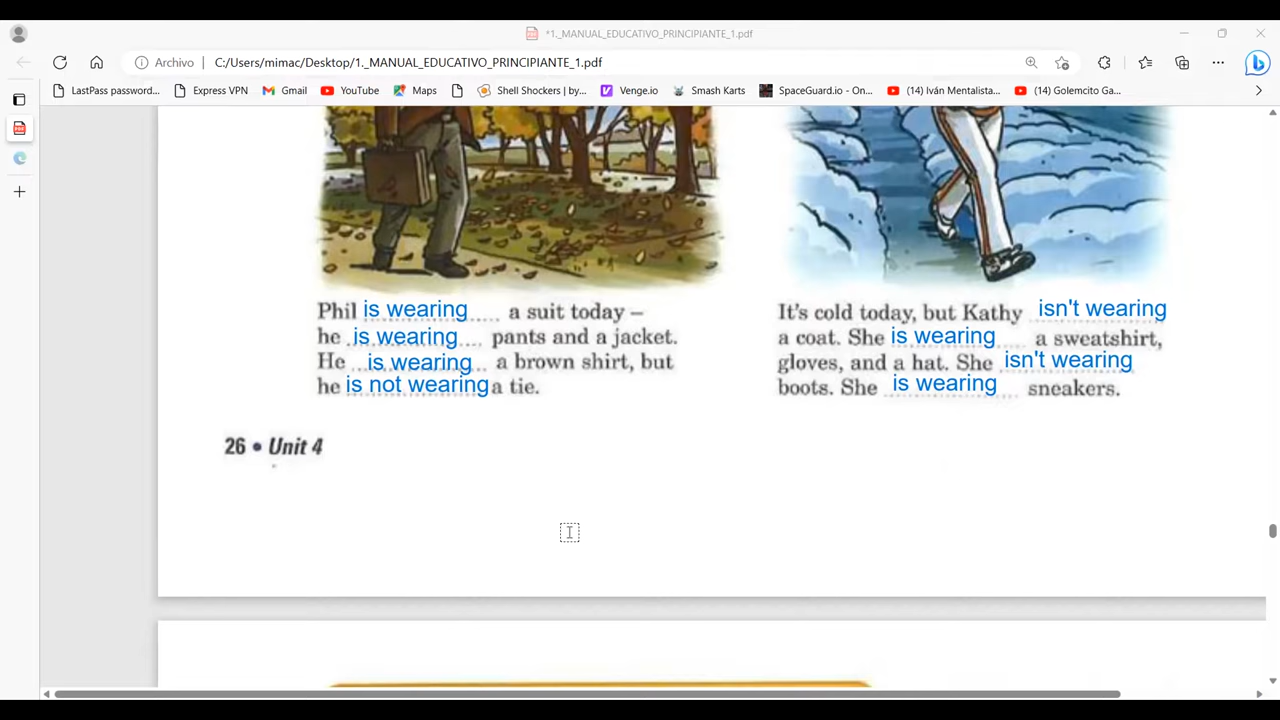 *1._MANUAL_EDUCATIVO_PRINCIPIANTE_1.pdf
Archivo C:/Users/mimac/Desktop/1._MANUAL_EDUCATIVO_PRINCIPIANTE_1.pdf
LastPass password... Express VPN Gmail YouTube Maps Shell Shockers | by... Venge.io Smash Karts SpaceGuard.io - On... (14) Iván Mentalista... (14) Golemcito Ga...
Phil is wearing a suit today –
he is wearing pants and a jacket.
He is wearing a brown shirt, but
he is not wearing a tie.
It's cold today, but Kathy isn't wearing
a coat. She is wearing a sweatshirt,
gloves, and a hat. She isn't wearing
boots. She is wearing sneakers.
26 • Unit 4